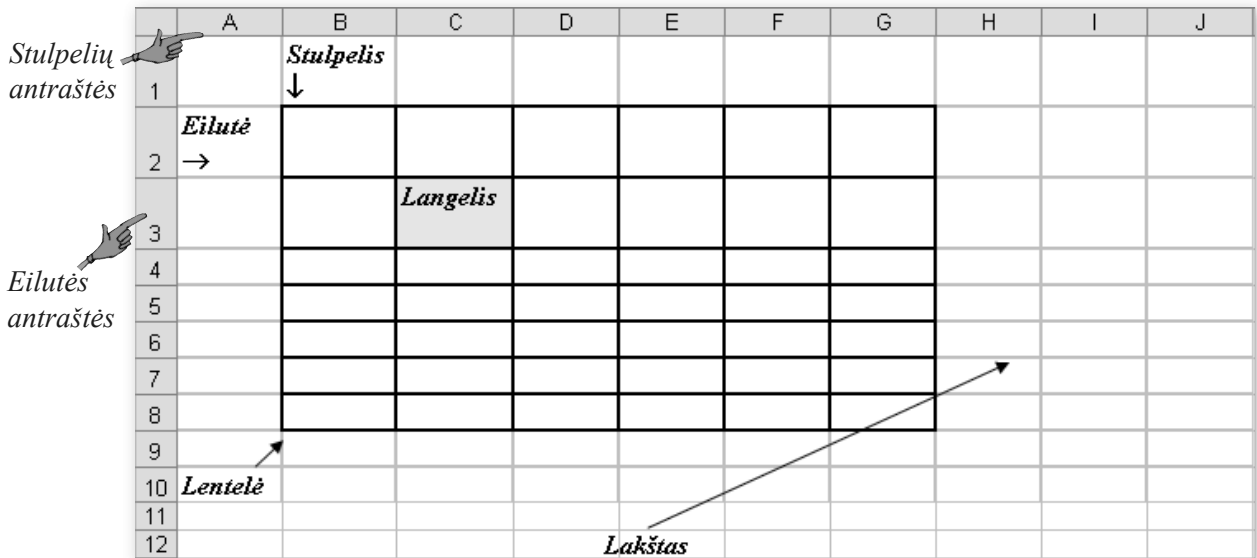 A B C D E F G H I J
Stulpelių
antraštės
Stulpelis
↓
1
Eilutė
→
2
Langelis
3
Eilutės
antraštės
4
5
6
7
8
9
Lentelė
10
11
Lakštas
12